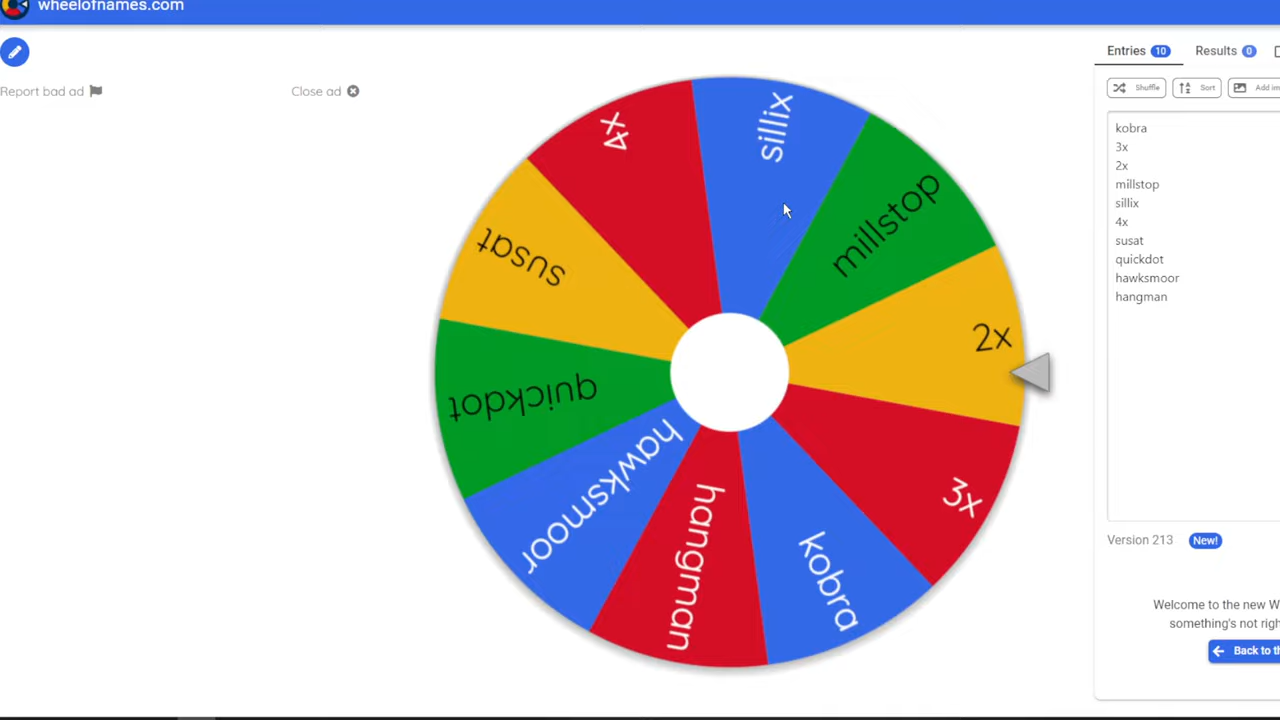 wheelofnames.com
Entries 10 Results 0
Report bad ad
Close ad
Shuffle
Sort
Add im
sillix
millstop
2x
3x
kobra
hangman
hawksmoor
quickdot
susat
4x
kobra
3x
2x
millstop
sillix
4x
susat
quickdot
hawksmoor
hangman
Version 213 New!
Welcome to the new W
something's not righ
Back to th